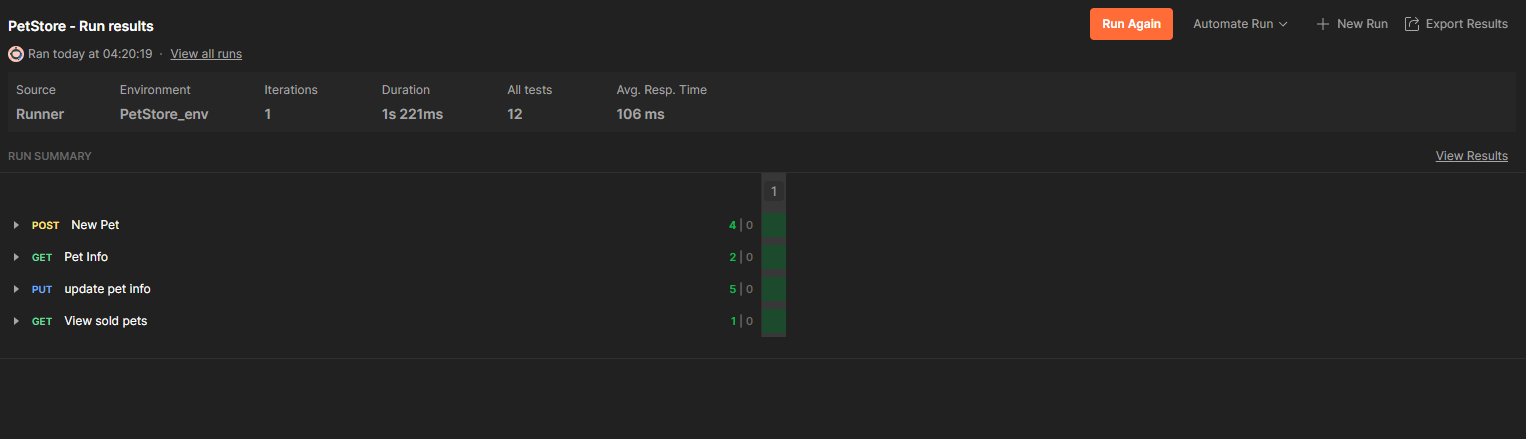 PetStore - Run results
Run Again Automate Run New Run Export Results
Ran today at 04:20:19 · View all runs
Source Environment Iterations Duration All tests Avg. Resp. Time
Runner PetStore_env 1 1s 221ms 12 106 ms
RUN SUMMARY View Results
1
POST New Pet 4 | 0
GET Pet Info 2 | 0
PUT update pet info 5 | 0
GET View sold pets 1 | 0